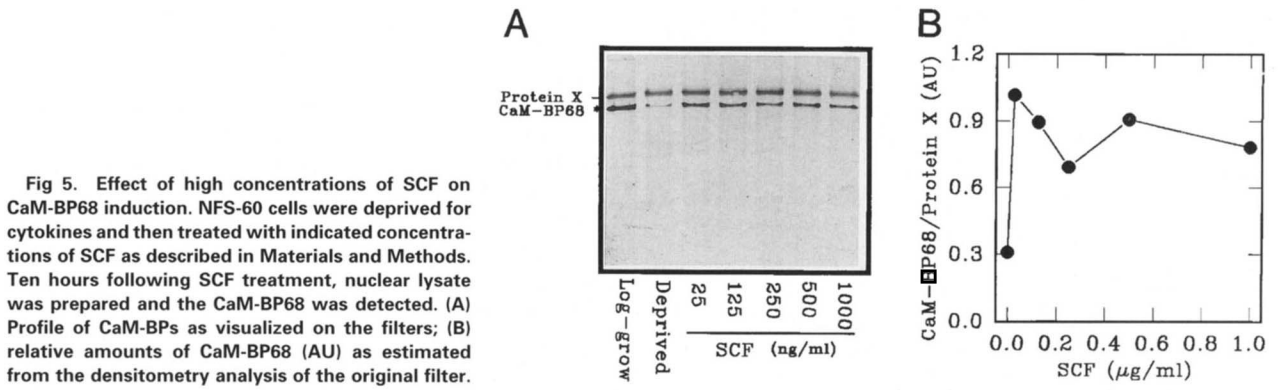 Fig 5. Effect of high concentrations of SCF on
CaM-BP68 induction. NFS-60 cells were deprived for
cytokines and then treated with indicated concentra-
tions of SCF as described in Materials and Methods.
Ten hours following SCF treatment, nuclear lysate
was prepared and the CaM-BP68 was detected. (A)
Profile of CaM-BPs as visualized on the filters; (B)
relative amounts of CaM-BP68 (AU) as estimated
from the densitometry analysis of the original filter.
A
Protein X
CaM-BP68 *
Log-grow
Deprived
25
125
250
500
1000
SCF (ng/ml)
B
CaM-BP68/Protein X (AU)
1.2
0.9
0.6
0.3
0.0
0.0 0.2 0.4 0.6 0.8 1.0
SCF (μg/ml)